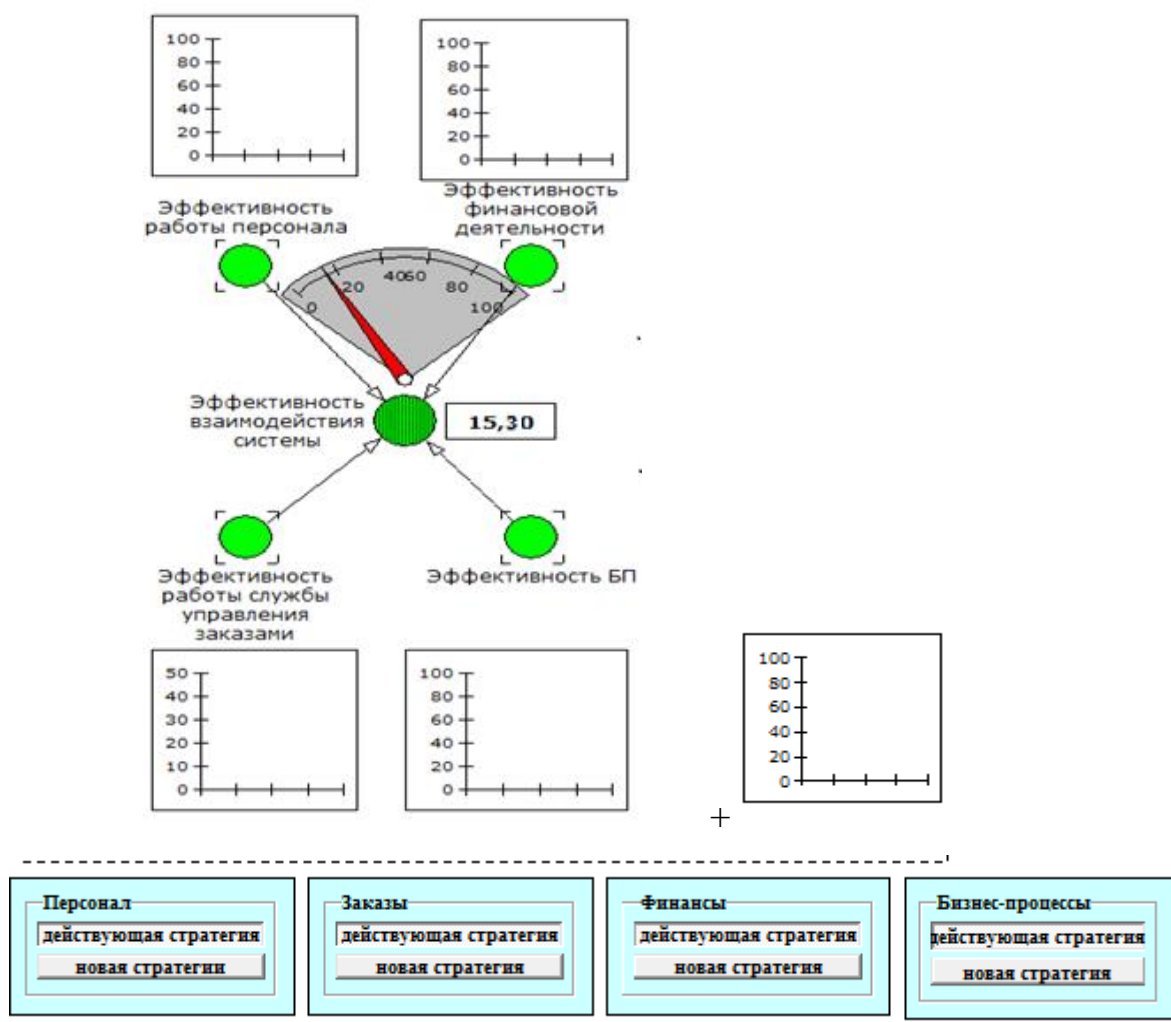 100
80
60
40
20
0
100
80
60
40
20
0
Эффективность
работы персонала
Эффективность
финансовой
деятельности
0
20
40
60
80
100
Эффективность
взаимодействия
системы
15,30
Эффективность
работы службы
управления
заказами
Эффективность БП
50
40
30
20
10
0
100
80
60
40
20
0
100
80
60
40
20
0
Персонал
действующая стратегия
новая стратегии
Заказы
действующая стратегия
новая стратегия
Финансы
действующая стратегия
новая стратегия
Бизнес-процессы
действующая стратегия
новая стратегия